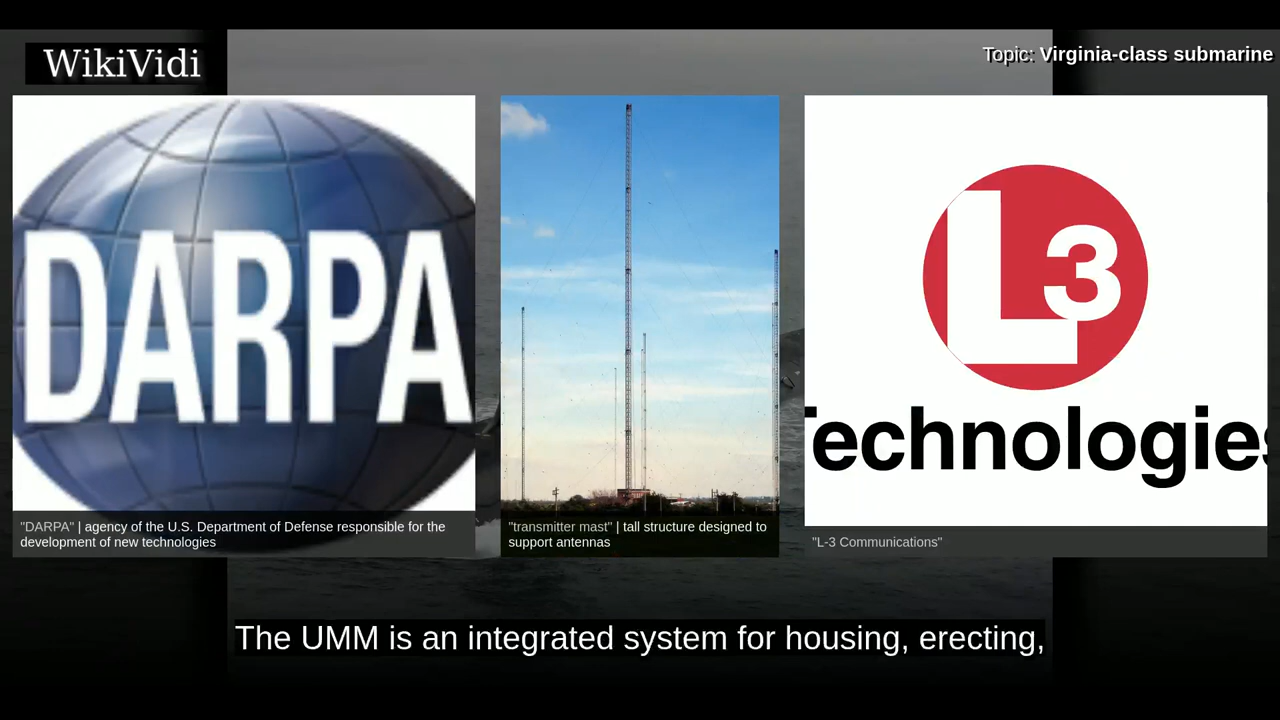 WikiVidi
Topic: Virginia-class submarine
DARPA
"DARPA" | agency of the U.S. Department of Defense responsible for the
development of new technologies
"transmitter mast" | tall structure designed to
support antennas
L3
Technologies
"L-3 Communications"
The UMM is an integrated system for housing, erecting,